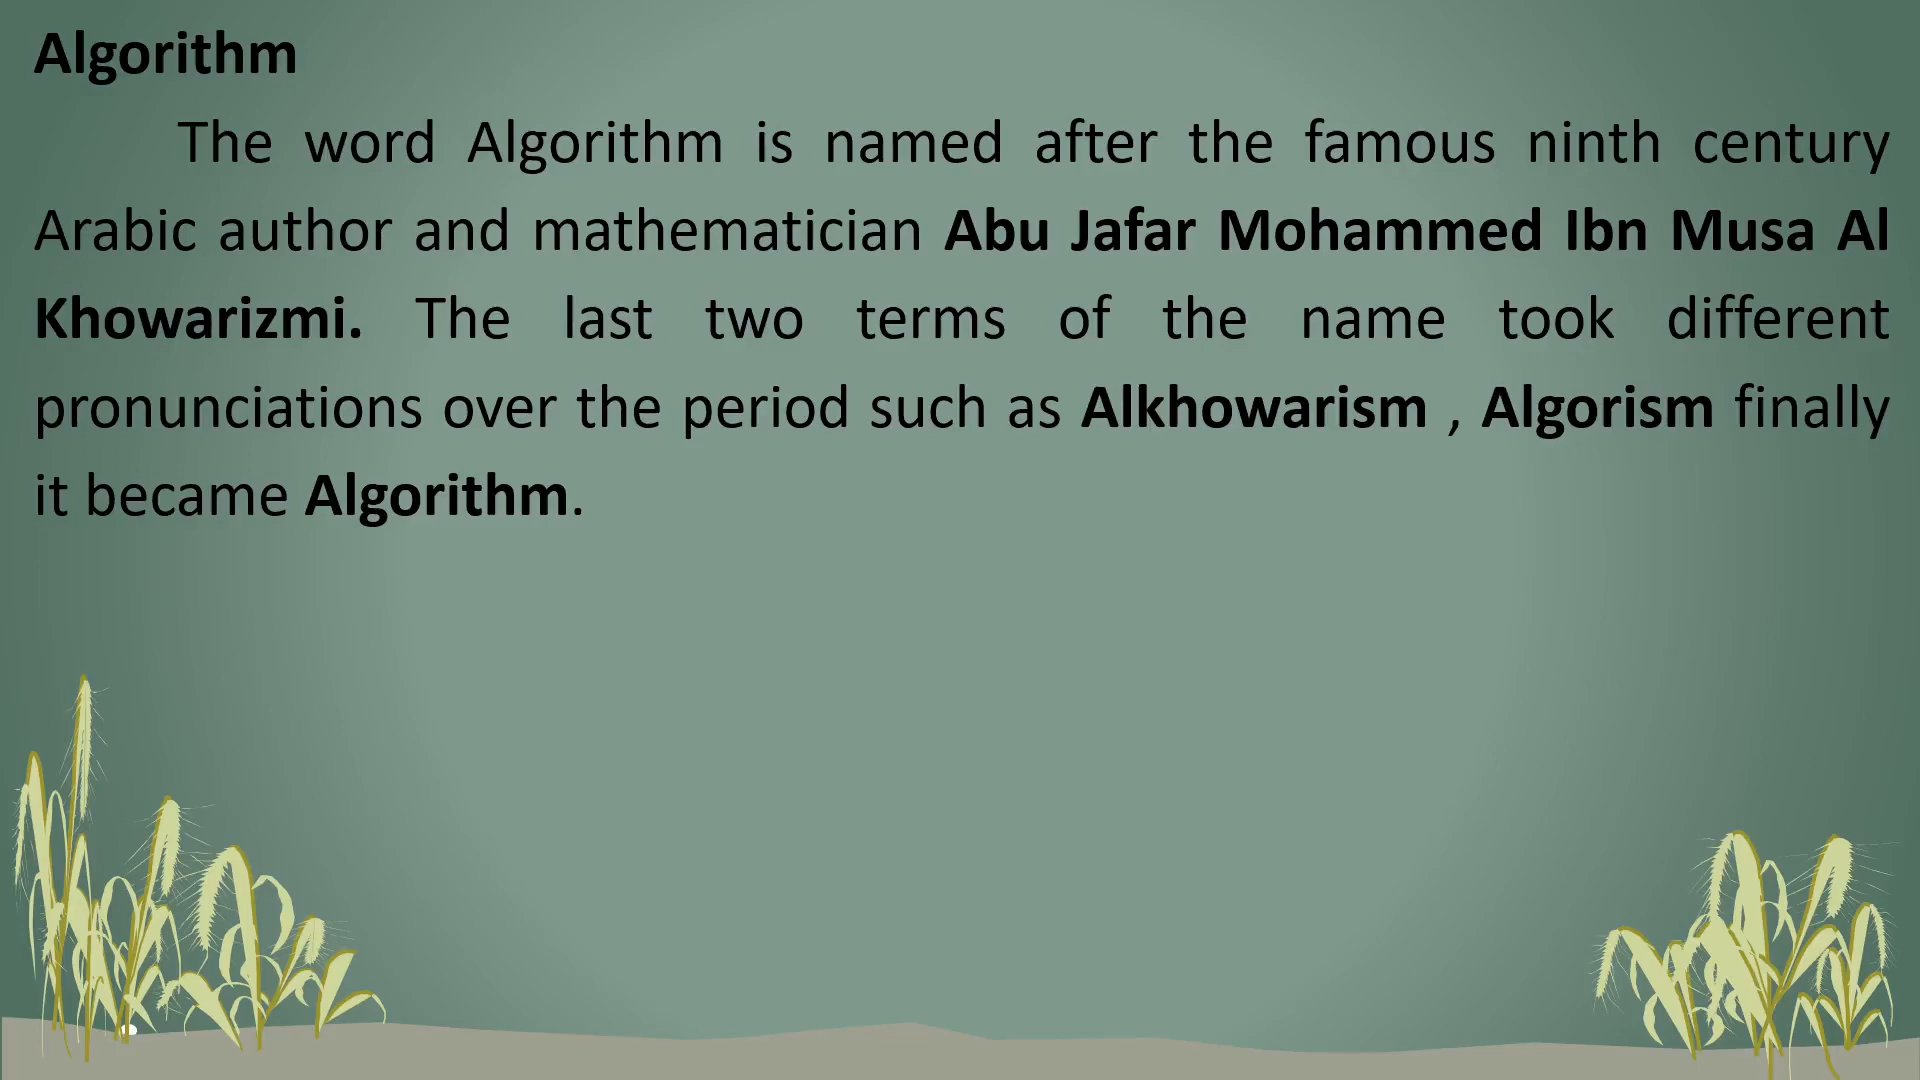 Algorithm
The word Algorithm is named after the famous ninth century
Arabic author and mathematician Abu Jafar Mohammed Ibn Musa Al
Khowarizmi. The last two terms of the name took different
pronunciations over the period such as Alkhowarism , Algorism finally
it became Algorithm.